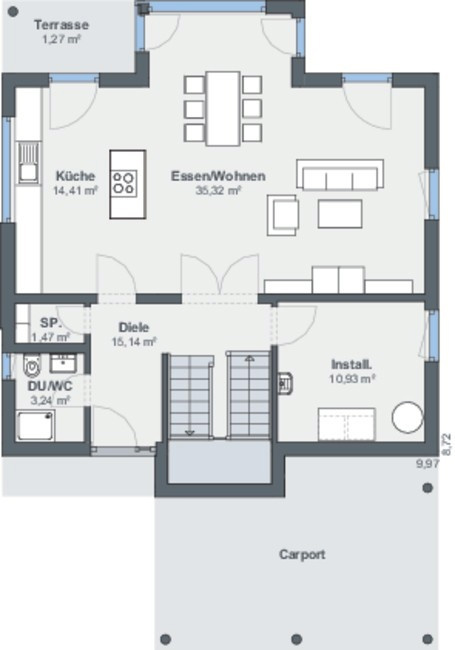 Terrasse
1,27 m²
Küche
14,41 m²
Essen/Wohnen
35,32 m²
SP.
1,47 m²
Diele
15,14 m²
Install.
10,93 m²
DU/WC
3,24 m²
9,97
8,72
Carport